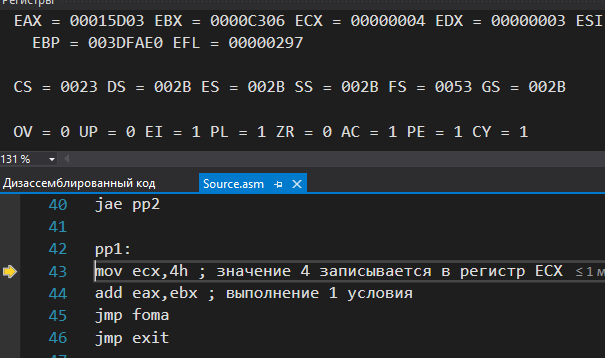 Регистры
EAX = 00015D03 EBX = 0000C306 ECX = 00000004 EDX = 00000003 ESI
EBP = 003DFAE0 EFL = 00000297
CS = 0023 DS = 002B ES = 002B SS = 002B FS = 0053 GS = 002B
OV = 0 UP = 0 EI = 1 PL = 1 ZR = 0 AC = 1 PE = 1 CY = 1
131 %
Дизассемблированный код Source.asm
40 jae pp2
41
42 pp1:
43 mov ecx,4h ; значение 4 записывается в регистр ECX ≤ 1 м
44 add eax,ebx ; выполнение 1 условия
45 jmp foma
46 jmp exit